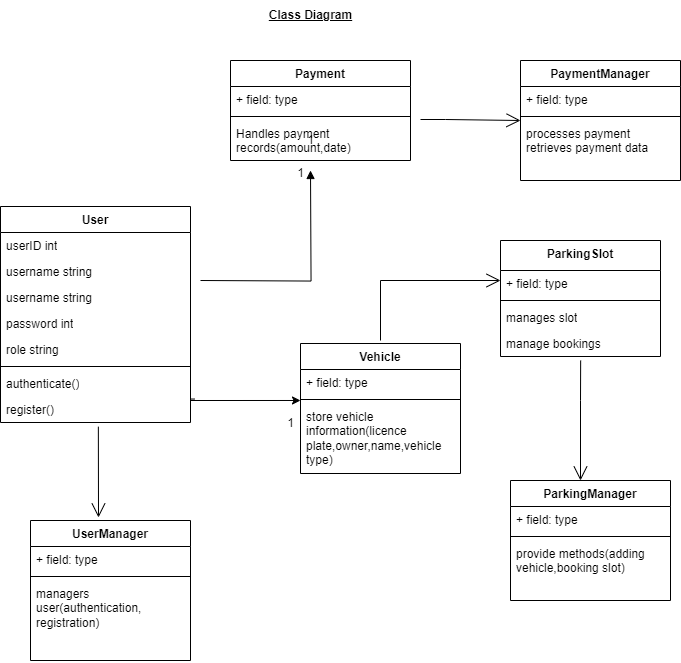 Class Diagram
Payment
+ field: type
Handles payment
records(amount,date)
1
PaymentManager
+ field: type
processes payment
retrieves payment data
User
userID int
username string
username string
password int
role string
authenticate()
register()
ParkingSlot
+ field: type
manages slot
manage bookings
Vehicle
+ field: type
store vehicle
information(licence
plate,owner,name,vehicle
type)
1
ParkingManager
+ field: type
provide methods(adding
vehicle,booking slot)
UserManager
+ field: type
managers
user(authentication,
registration)